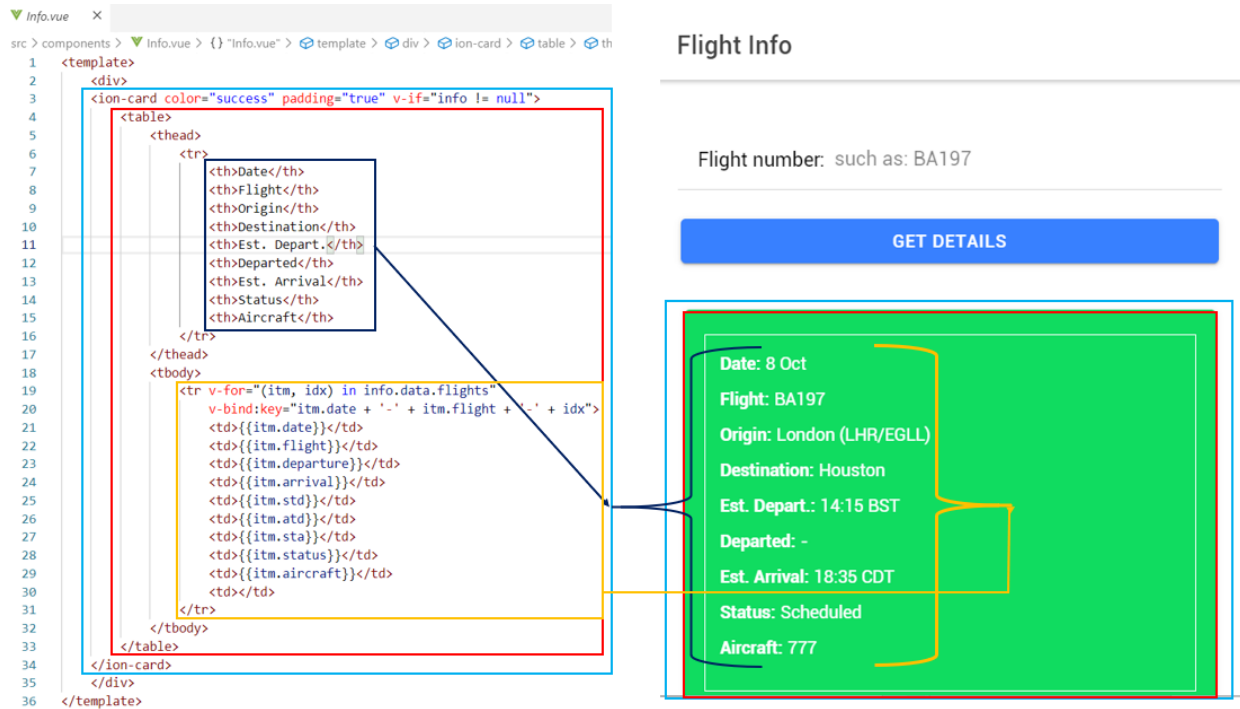 Info.vue ×
src > components > Info.vue > {} "Info.vue" > template > div > ion-card > table > th
1 <template>
2 <div>
3 <ion-card color="success" padding="true" v-if="info != null">
4 <table>
5 <thead>
6 <tr>
7 <th>Date</th>
8 <th>Flight</th>
9 <th>Origin</th>
10 <th>Destination</th>
11 <th>Est. Depart.</th>
12 <th>Departed</th>
13 <th>Est. Arrival</th>
14 <th>Status</th>
15 <th>Aircraft</th>
16 </tr>
17 </thead>
18 <tbody>
19 <tr v-for="(itm, idx) in info.data.flights"
20 v-bind:key="itm.date + '-' + itm.flight + '-' + idx">
21 <td>{{itm.date}}</td>
22 <td>{{itm.flight}}</td>
23 <td>{{itm.departure}}</td>
24 <td>{{itm.arrival}}</td>
25 <td>{{itm.std}}</td>
26 <td>{{itm.atd}}</td>
27 <td>{{itm.sta}}</td>
28 <td>{{itm.status}}</td>
29 <td>{{itm.aircraft}}</td>
30 <td></td>
31 </tr>
32 </tbody>
33 </table>
34 </ion-card>
35 </div>
36 </template>
Flight Info
Flight number: such as: BA197
GET DETAILS
Date: 8 Oct
Flight: BA197
Origin: London (LHR/EGLL)
Destination: Houston
Est. Depart.: 14:15 BST
Departed: -
Est. Arrival: 18:35 CDT
Status: Scheduled
Aircraft: 777